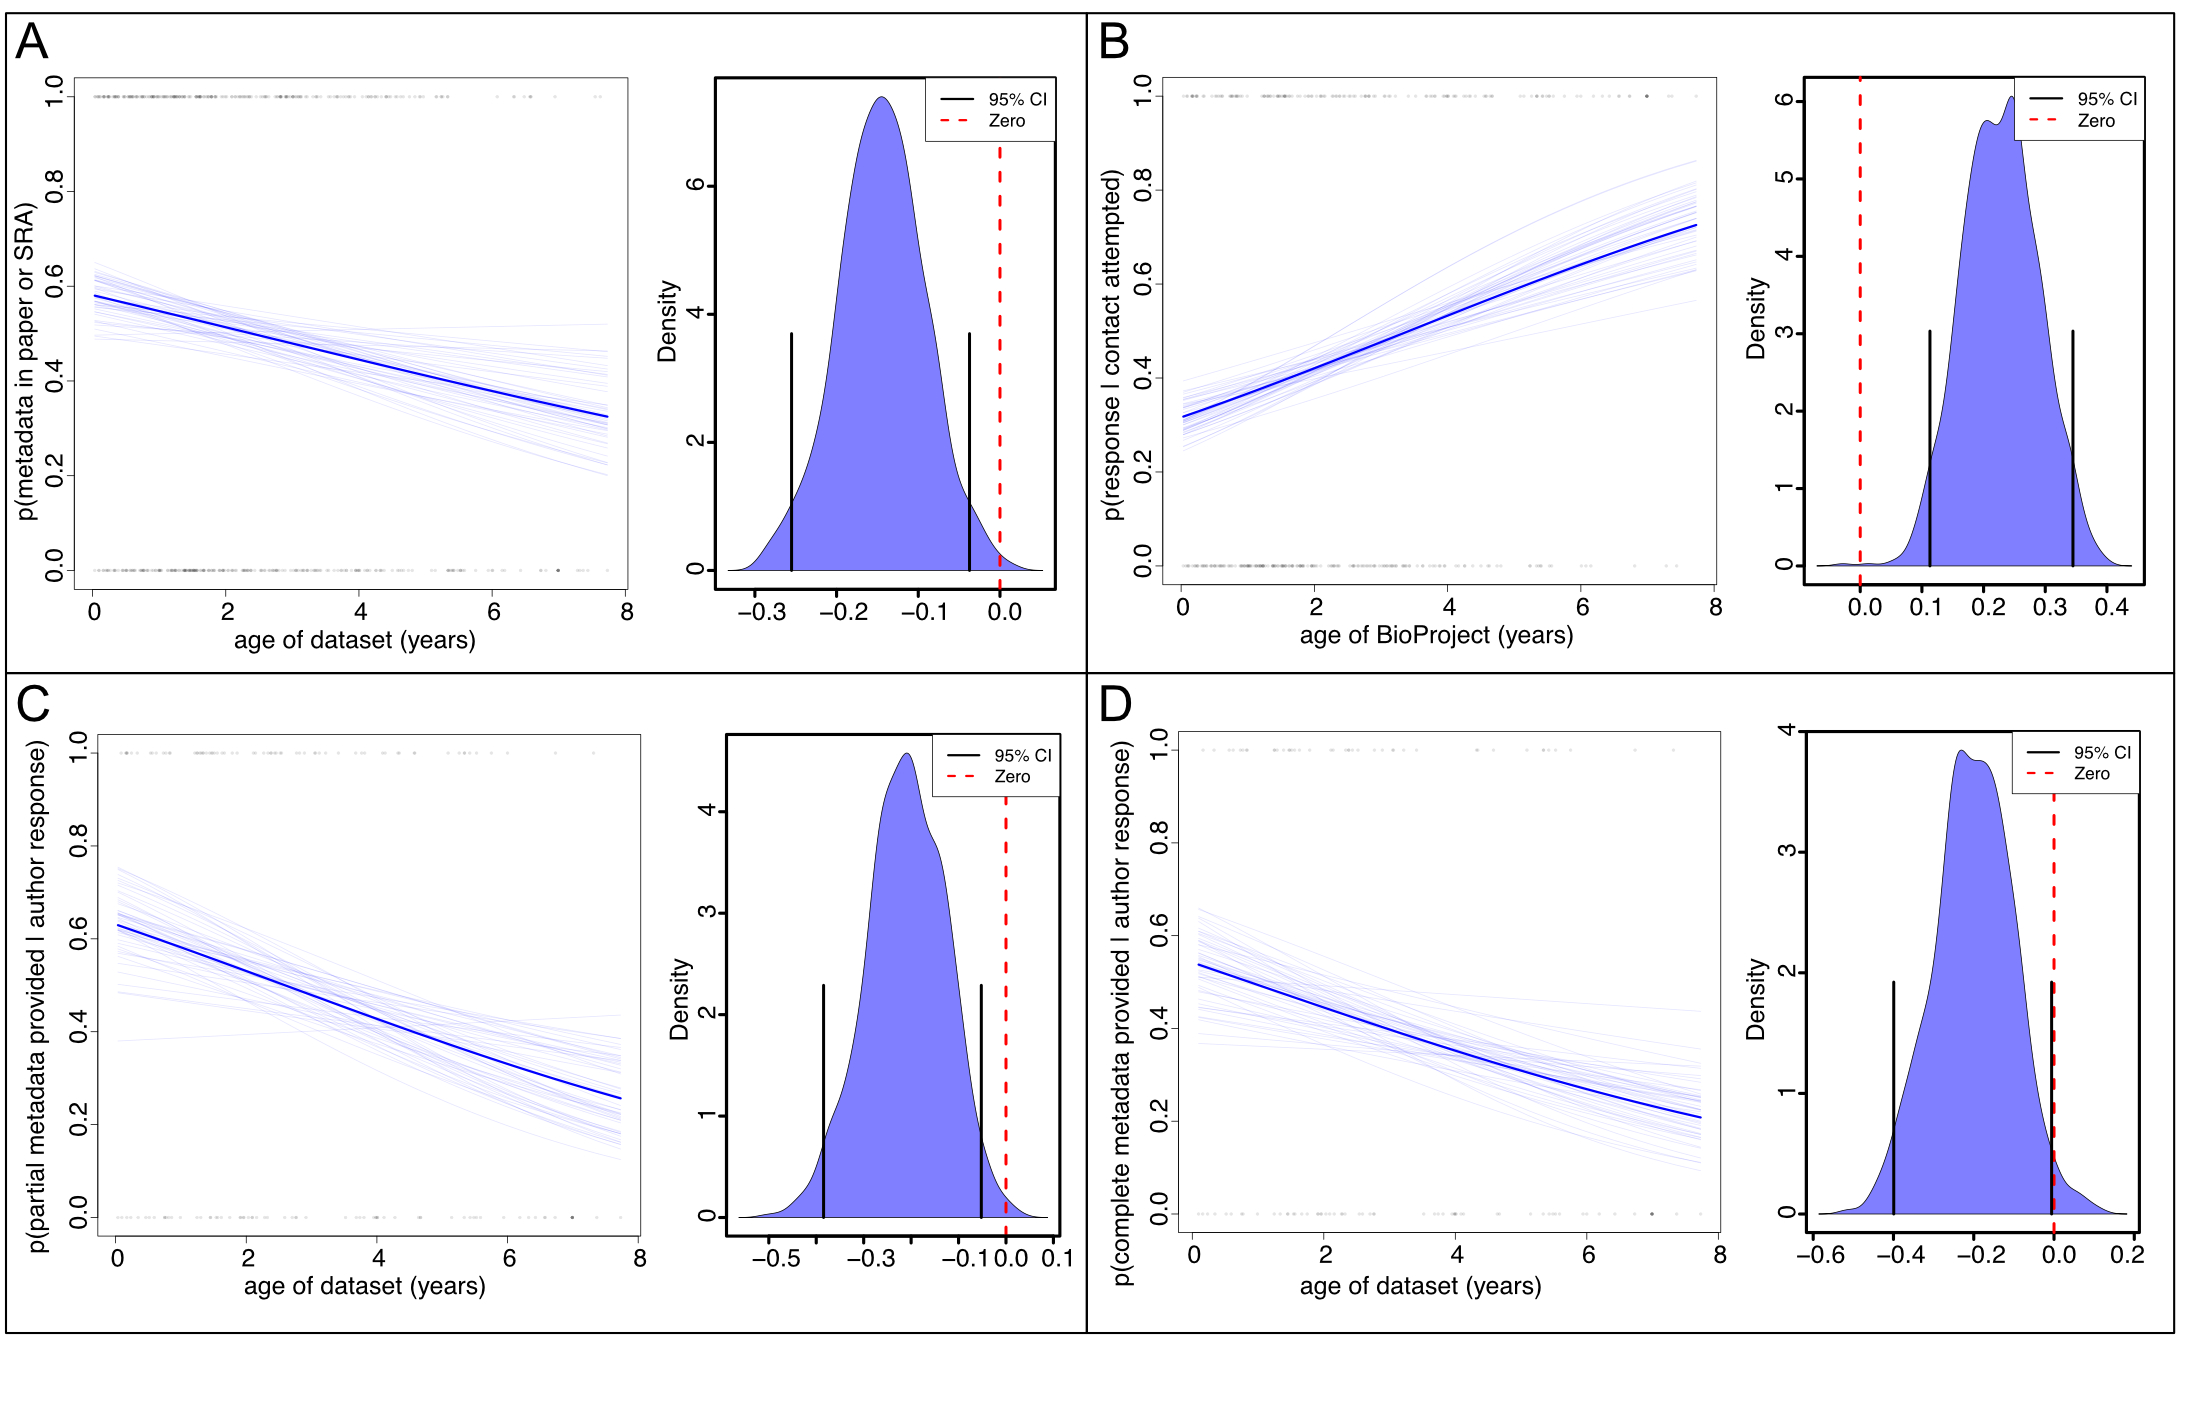 A
p(metadata in paper or SRA)
1.0
0.8
0.6
0.4
0.2
0.0
0 2 4 6 8
age of dataset (years)
Density
6
4
2
0
−0.3 −0.2 −0.1 0.0
95% CI
Zero
B
p(response | contact attempted)
1.0
0.8
0.6
0.4
0.2
0.0
0 2 4 6 8
age of BioProject (years)
Density
6
5
4
3
2
1
0
0.0 0.1 0.2 0.3 0.4
95% CI
Zero
C
p(partial metadata provided | author response)
1.0
0.8
0.6
0.4
0.2
0.0
0 2 4 6 8
age of dataset (years)
Density
4
3
2
1
0
−0.5 −0.3 −0.1 0.0 0.1
95% CI
Zero
D
p(complete metadata provided | author response)
1.0
0.8
0.6
0.4
0.2
0.0
0 2 4 6 8
age of dataset (years)
Density
4
3
2
1
0
−0.6 −0.4 −0.2 0.0 0.2
95% CI
Zero